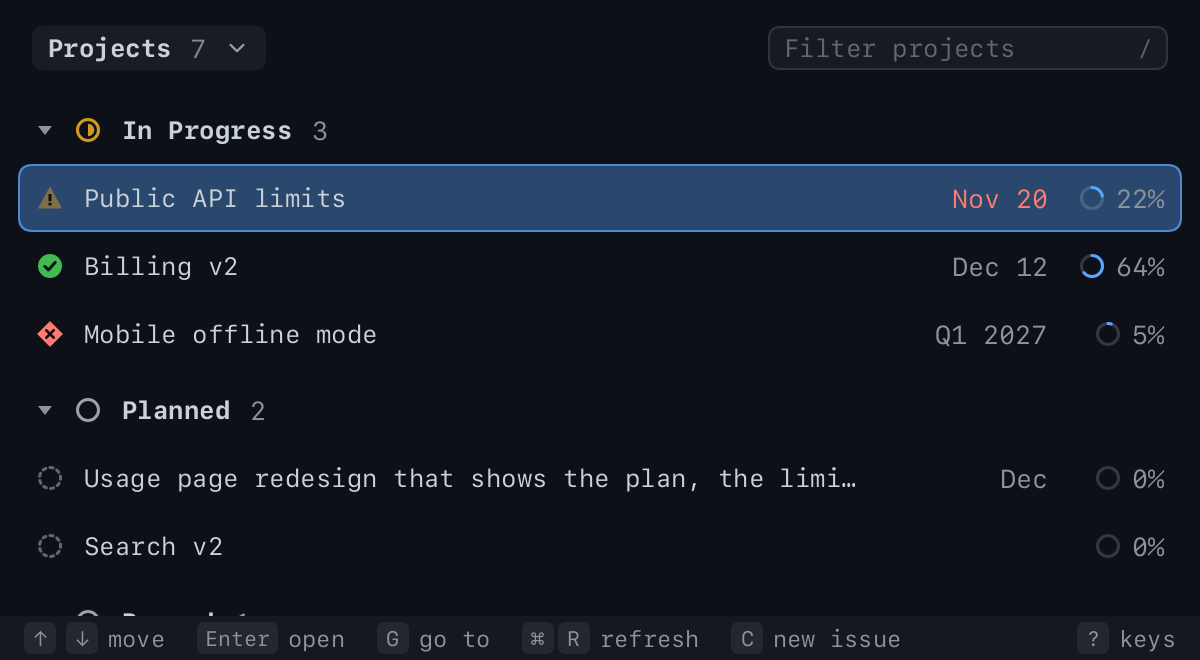 Projects 7 Filter projects /
In Progress 3
Public API limits Nov 20 22%
Billing v2 Dec 12 64%
Mobile offline mode Q1 2027 5%
Planned 2
Usage page redesign that shows the plan, the limi… Dec 0%
Search v2 0%
↑ ↓ move Enter open G go to ⌘ R refresh C new issue ? keys